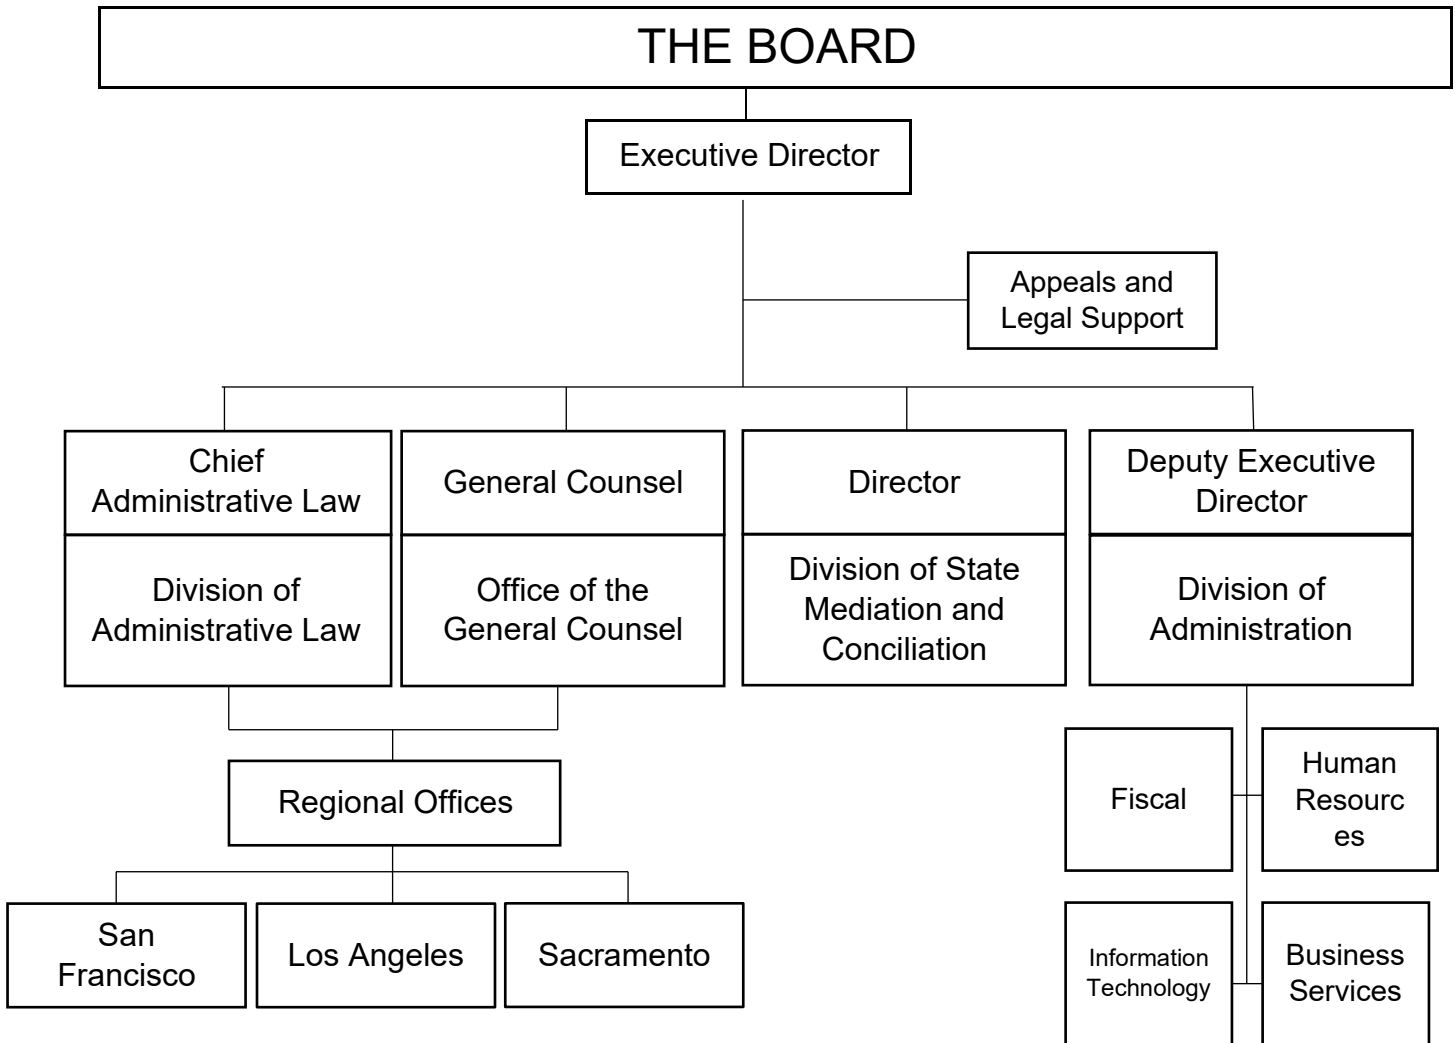 THE BOARD
Executive Director
Appeals and
Legal Support
Chief
Administrative Law
General Counsel
Director
Deputy Executive
Director
Division of
Administrative Law
Office of the
General Counsel
Division of State
Mediation and
Conciliation
Division of
Administration
Regional Offices
Fiscal
Human
Resourc
es
San
Francisco
Los Angeles
Sacramento
Information
Technology
Business
Services